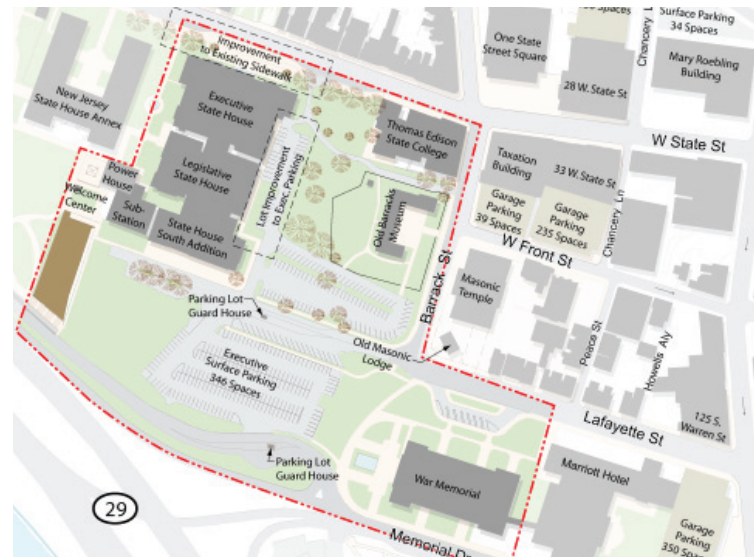 Surface Parking
34 Spaces
Spaces
Chancery
Improvement
to Existing Sidewalk
One State
Street Square
Mary Roebling
Building
28 W. State St
New Jersey
State House Annex
Executive
State House
Thomas Edison
State College
W State St
Legislative
State House
Lot Improvement
to Exec. Parking
Taxation
Building
33 W. State St
Power
House
Garage
Parking
39 Spaces
Garage
Parking
235 Spaces
Chancery Ln
Welcome
Center
Sub-
Station
State House
South Addition
Old Barracks
Museum
W Front St
Barrack St
Masonic
Temple
Parking Lot
Guard House
Old Masonic
Lodge
Peace St
Howells Aly
Executive
Surface Parking
346 Spaces
Lafayette St
125 S.
Warren St
Parking Lot
Guard House
War Memorial
Marriott Hotel
29
Memorial Dr
Garage
Parking
350 Spaces